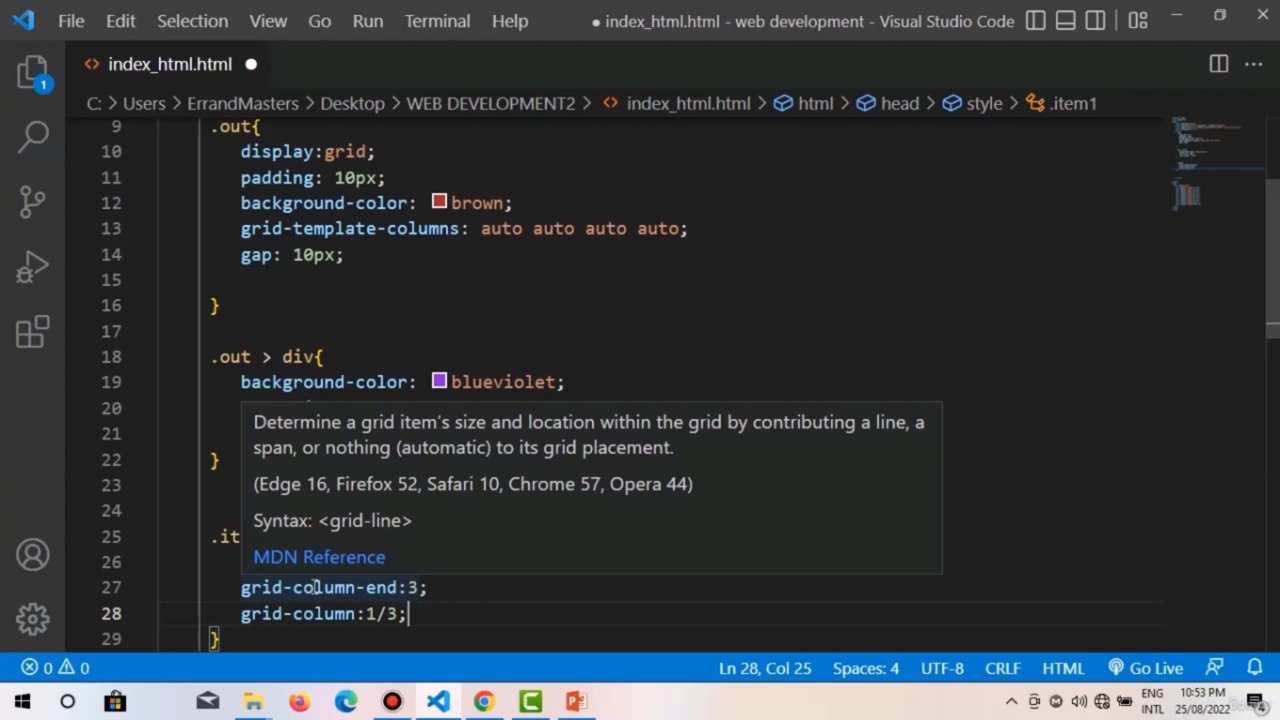 File Edit Selection View Go Run Terminal Help ● index_html.html - web development - Visual Studio Code
index_html.html
1
C: > Users > ErrandMasters > Desktop > WEB DEVELOPMENT2 > index_html.html > html > head > style > .item1
9 .out{
10 display:grid;
11 padding: 10px;
12 background-color: brown;
13 grid-template-columns: auto auto auto auto;
14 gap: 10px;
15
16 }
17
18 .out > div{
19 background-color: blueviolet;
20
Determine a grid item's size and location within the grid by contributing a line, a
21
span, or nothing (automatic) to its grid placement.
22 }
(Edge 16, Firefox 52, Safari 10, Chrome 57, Opera 44)
23
24
Syntax: <grid-line>
25 .it
MDN Reference
26
27 grid-column-end:3;
28 grid-column:1/3;
29 }
0 0 Ln 28, Col 25 Spaces: 4 UTF-8 CRLF HTML Go Live
ENG 10:53 PM
INTL 25/08/2022 4